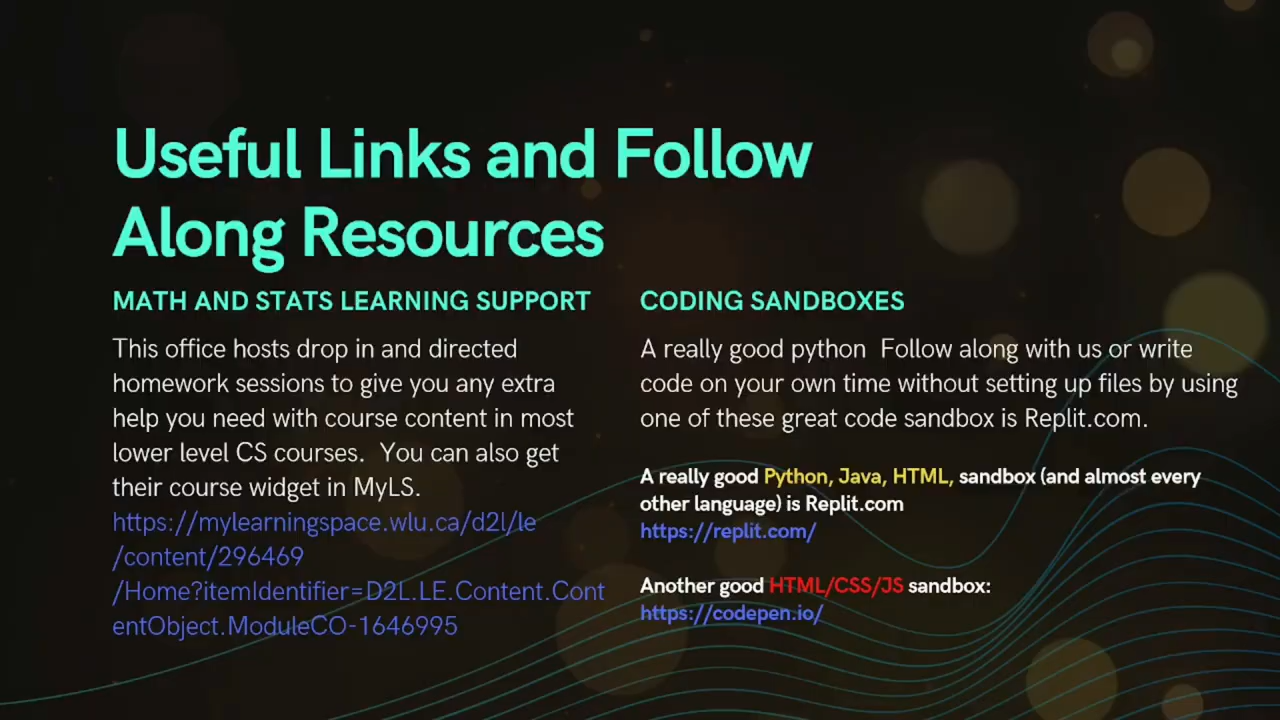 Useful Links and Follow
Along Resources
MATH AND STATS LEARNING SUPPORT
This office hosts drop in and directed
homework sessions to give you any extra
help you need with course content in most
lower level CS courses.  You can also get
their course widget in MyLS.
https://mylearningspace.wlu.ca/d2l/le
/content/296469
/Home?itemIdentifier=D2L.LE.Content.Cont
entObject.ModuleCO-1646995
CODING SANDBOXES
A really good python  Follow along with us or write
code on your own time without setting up files by using
one of these great code sandbox is Replit.com.
A really good Python, Java, HTML, sandbox (and almost every
other language) is Replit.com
https://replit.com/
Another good HTML/CSS/JS sandbox:
https://codepen.io/